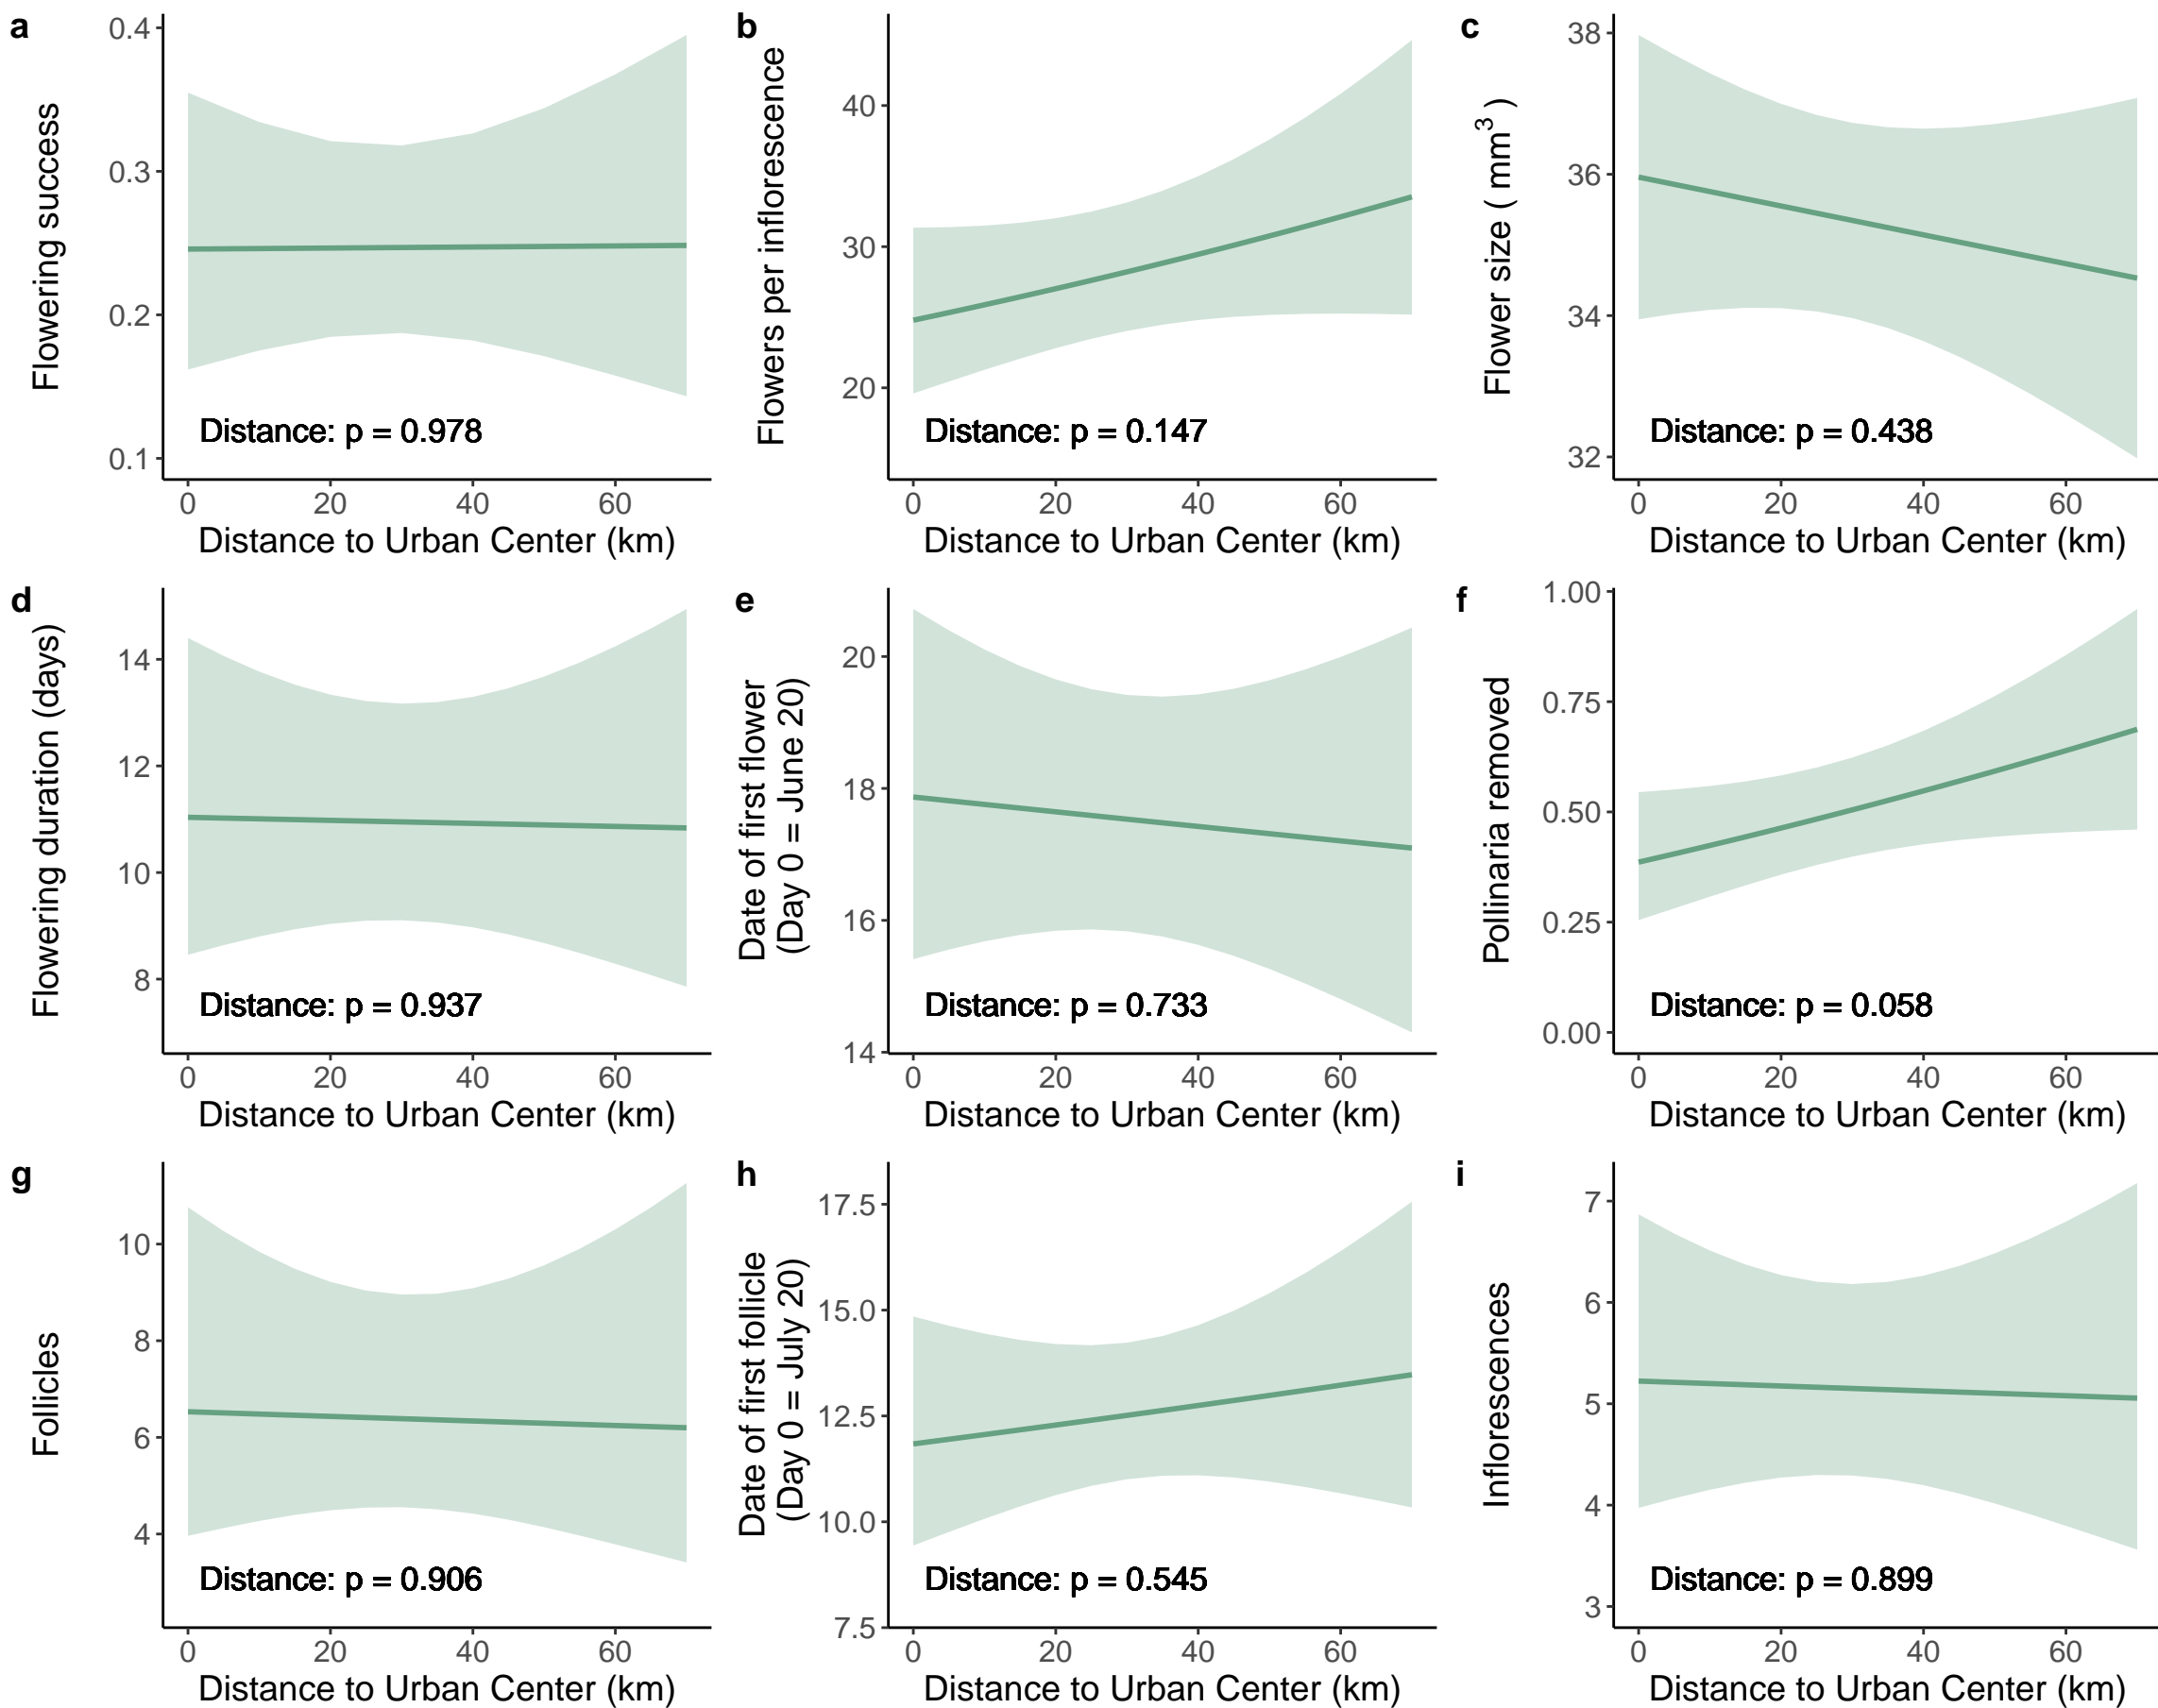 a
Flowering success
0.4
0.3
0.2
0.1
Distance: p = 0.978
0 20 40 60
Distance to Urban Center (km)
b
Flowers per inflorescence
40
30
20
Distance: p = 0.147
0 20 40 60
Distance to Urban Center (km)
c
Flower size ( mm³ )
38
36
34
32
Distance: p = 0.438
0 20 40 60
Distance to Urban Center (km)
d
Flowering duration (days)
14
12
10
8
Distance: p = 0.937
0 20 40 60
Distance to Urban Center (km)
e
Date of first flower
(Day 0 = June 20)
20
18
16
14
Distance: p = 0.733
0 20 40 60
Distance to Urban Center (km)
f
Pollinaria removed
1.00
0.75
0.50
0.25
0.00
Distance: p = 0.058
0 20 40 60
Distance to Urban Center (km)
g
Follicles
10
8
6
4
Distance: p = 0.906
0 20 40 60
Distance to Urban Center (km)
h
Date of first follicle
(Day 0 = July 20)
17.5
15.0
12.5
10.0
7.5
Distance: p = 0.545
0 20 40 60
Distance to Urban Center (km)
i
Inflorescences
7
6
5
4
3
Distance: p = 0.899
0 20 40 60
Distance to Urban Center (km)